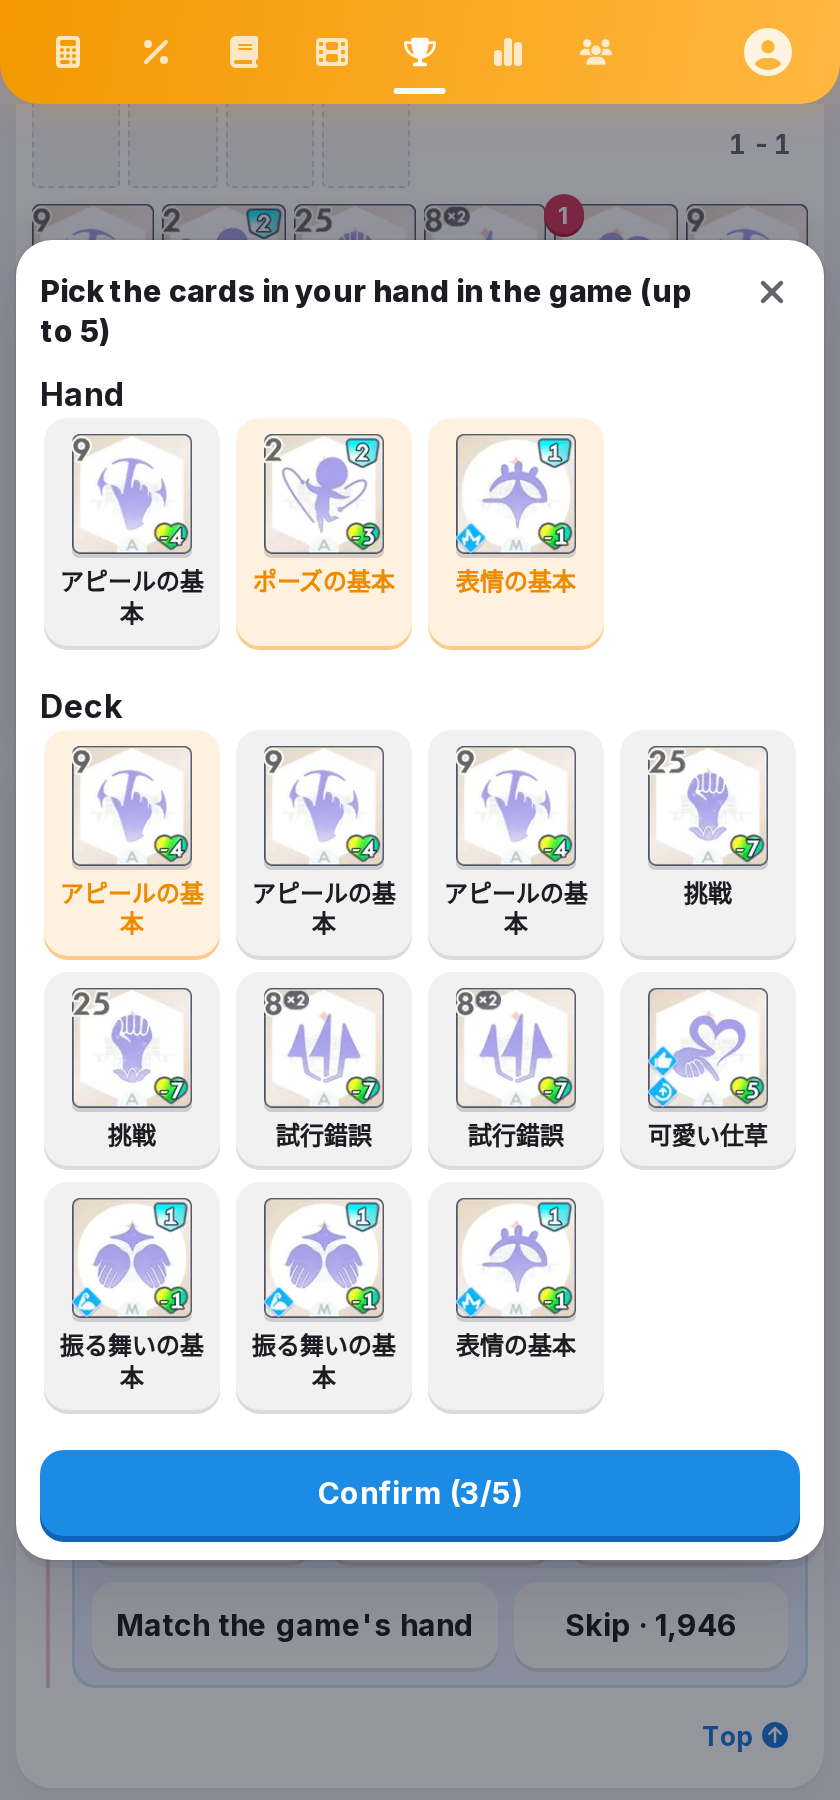 1 - 1
9
2
2
25
8 ×2
1
9
Pick the cards in your hand in the game (up
to 5)
Hand
9
A
-4
アピールの基
本
2
2
A
-3
ポーズの基本
1
M
-1
表情の基本
Deck
9
A
-4
アピールの基
本
9
A
-4
アピールの基
本
9
A
-4
アピールの基
本
25
A
-7
挑戦
25
A
-7
挑戦
8 ×2
A
-7
試行錯誤
8 ×2
A
-7
試行錯誤
A
-5
可愛い仕草
1
M
-1
振る舞いの基
本
1
M
-1
振る舞いの基
本
1
M
-1
表情の基本
Confirm (3/5)
Match the game's hand
Skip · 1,946
Top